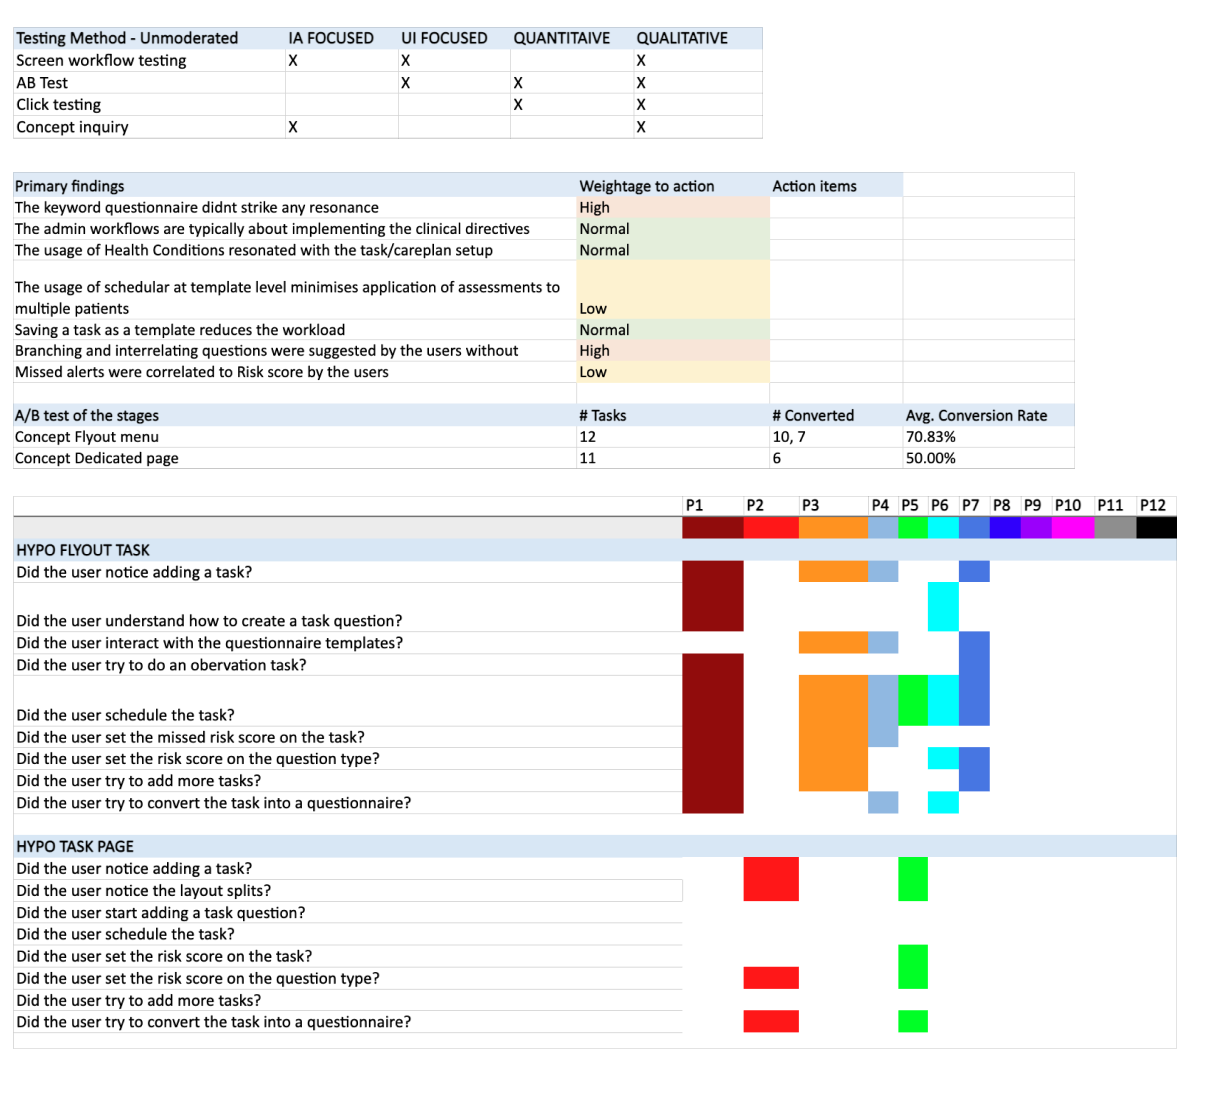 Testing Method - Unmoderated IA FOCUSED UI FOCUSED QUANTITAIVE QUALITATIVE
Screen workflow testing X X X
AB Test X X X
Click testing X X
Concept inquiry X X
Primary findings Weightage to action Action items
The keyword questionnaire didnt strike any resonance High
The admin workflows are typically about implementing the clinical directives Normal
The usage of Health Conditions resonated with the task/careplan setup Normal
The usage of schedular at template level minimises application of assessments to
multiple patients Low
Saving a task as a template reduces the workload Normal
Branching and interrelating questions were suggested by the users without High
Missed alerts were correlated to Risk score by the users Low
A/B test of the stages # Tasks # Converted Avg. Conversion Rate
Concept Flyout menu 12 10, 7 70.83%
Concept Dedicated page 11 6 50.00%
P1 P2 P3 P4 P5 P6 P7 P8 P9 P10 P11 P12
HYPO FLYOUT TASK
Did the user notice adding a task?
Did the user understand how to create a task question?
Did the user interact with the questionnaire templates?
Did the user try to do an obervation task?
Did the user schedule the task?
Did the user set the missed risk score on the task?
Did the user set the risk score on the question type?
Did the user try to add more tasks?
Did the user try to convert the task into a questionnaire?
HYPO TASK PAGE
Did the user notice adding a task?
Did the user notice the layout splits?
Did the user start adding a task question?
Did the user schedule the task?
Did the user set the risk score on the task?
Did the user set the risk score on the question type?
Did the user try to add more tasks?
Did the user try to convert the task into a questionnaire?